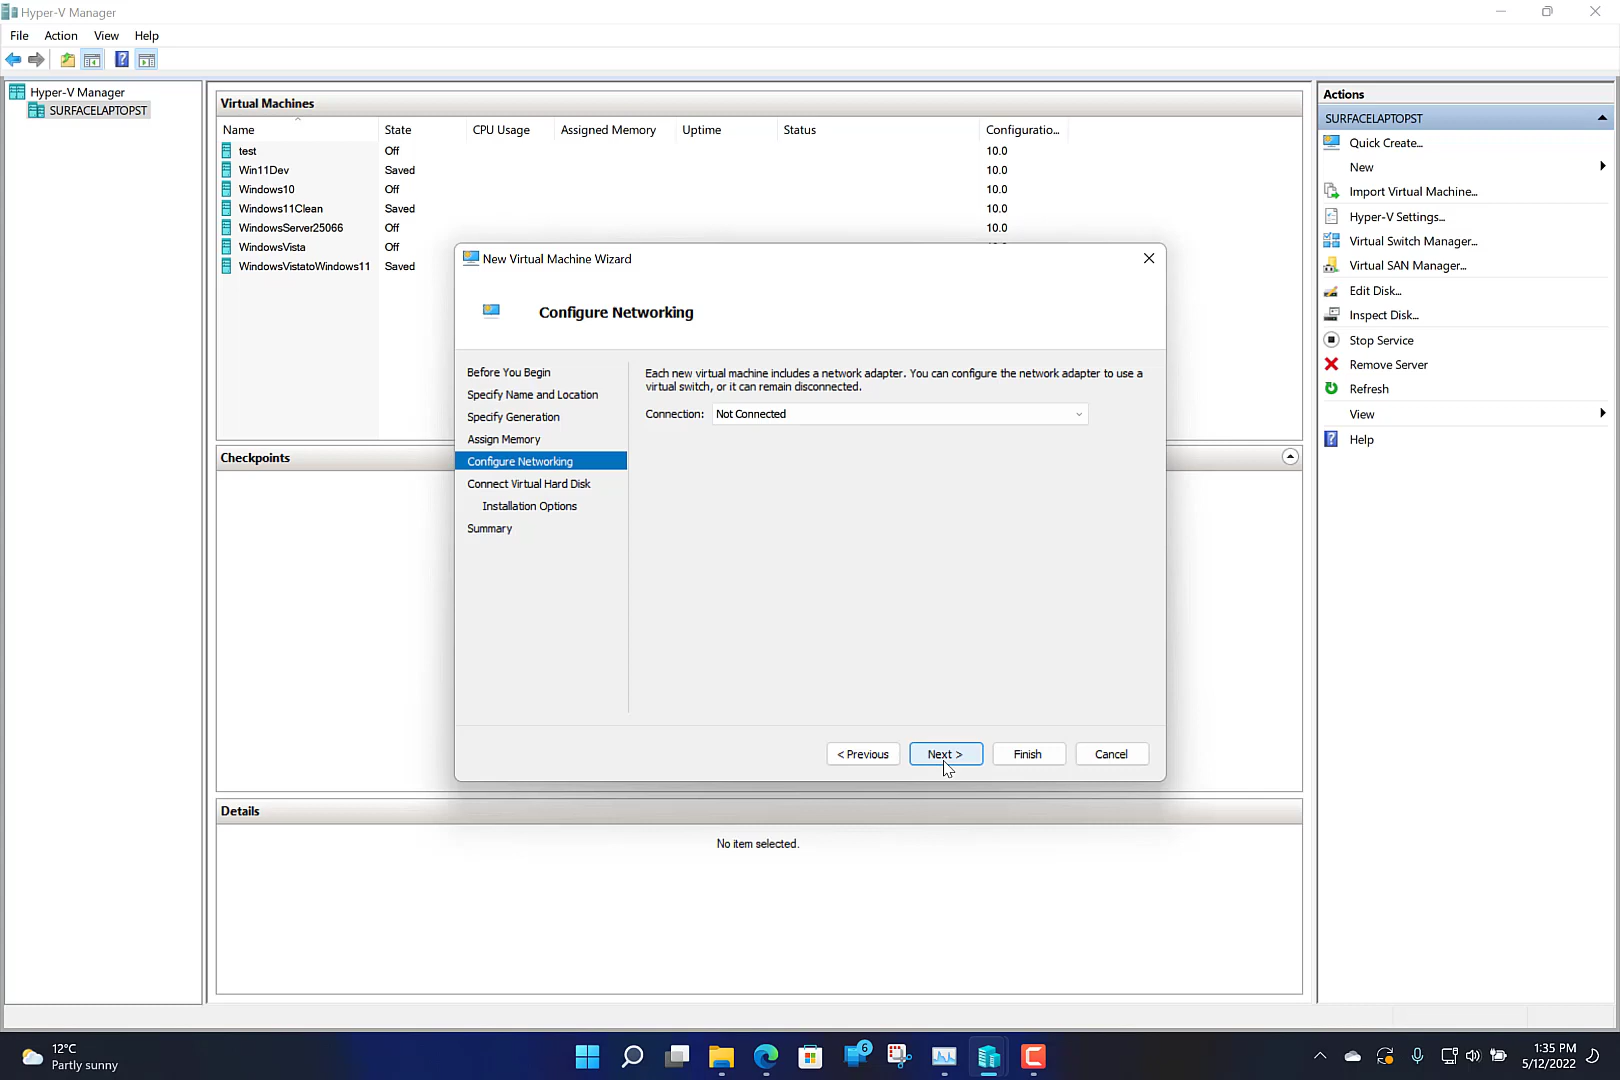 Hyper-V Manager
File Action View Help
Hyper-V Manager
SURFACELAPTOPST
Virtual Machines
Name State CPU Usage Assigned Memory Uptime Status Configuratio...
test Off 10.0
Win11Dev Saved 10.0
Windows10 Off 10.0
Windows11Clean Saved 10.0
WindowsServer25066 Off 10.0
WindowsVista Off
WindowsVistatoWindows11 Saved
New Virtual Machine Wizard
Configure Networking
Before You Begin
Specify Name and Location
Specify Generation
Assign Memory
Configure Networking
Connect Virtual Hard Disk
Installation Options
Summary
Each new virtual machine includes a network adapter. You can configure the network adapter to use a
virtual switch, or it can remain disconnected.
Connection: Not Connected
< Previous Next > Finish Cancel
Checkpoints
Details
No item selected.
Actions
SURFACELAPTOPST
Quick Create...
New
Import Virtual Machine...
Hyper-V Settings...
Virtual Switch Manager...
Virtual SAN Manager...
Edit Disk...
Inspect Disk...
Stop Service
Remove Server
Refresh
View
Help
12°C
Partly sunny
6
1:35 PM
5/12/2022